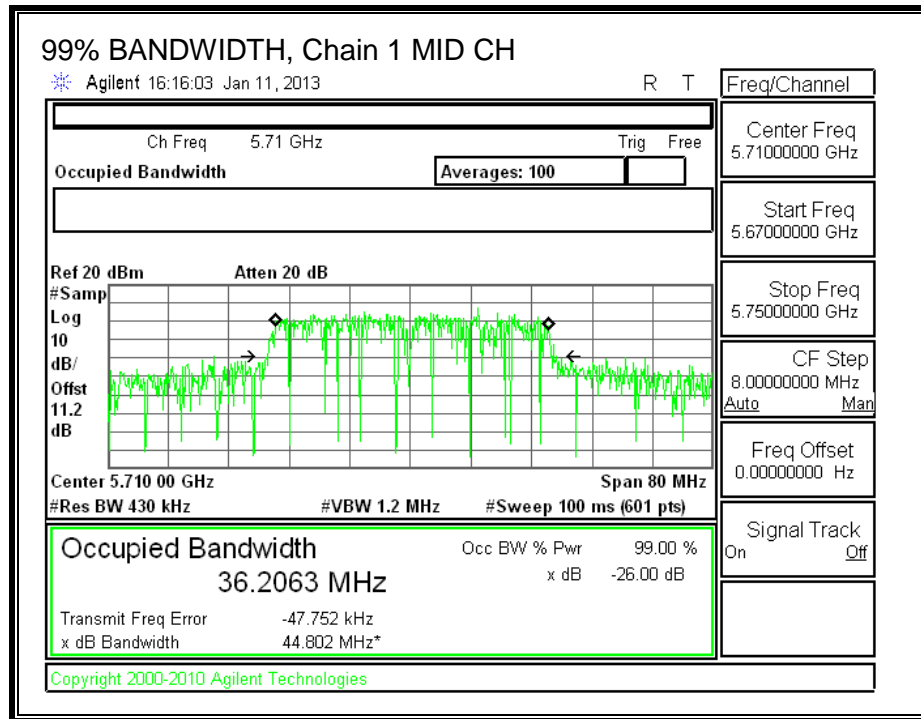 99% BANDWIDTH, Chain 1 MID CH
Agilent 16:16:03 Jan 11, 2013 R T Freq/Channel
Ch Freq 5.71 GHz Trig Free
Occupied Bandwidth Averages: 100
Ref 20 dBm Atten 20 dB
#Samp
Log
10
dB/
Offst
11.2
dB
Center 5.710 00 GHz Span 80 MHz
#Res BW 430 kHz #VBW 1.2 MHz #Sweep 100 ms (601 pts)
Occupied Bandwidth Occ BW % Pwr 99.00 %
36.2063 MHz x dB -26.00 dB
Transmit Freq Error -47.752 kHz
x dB Bandwidth 44.802 MHz*
Copyright 2000-2010 Agilent Technologies
Center Freq
5.71000000 GHz
Start Freq
5.67000000 GHz
Stop Freq
5.75000000 GHz
CF Step
8.00000000 MHz
Auto Man
Freq Offset
0.00000000 Hz
Signal Track
On Off